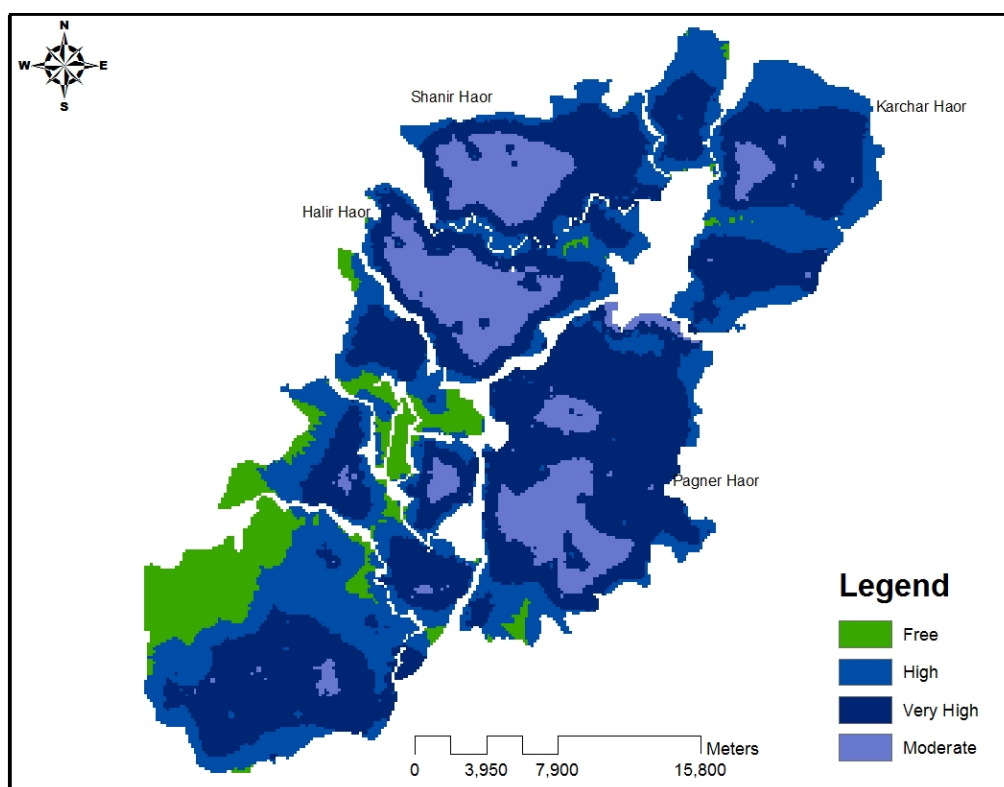 N
W E
S
Shanir Haor
Karchar Haor
Halir Haor
Pagner Haor
Legend
Free
High
Very High
Moderate
Meters
0 3,950 7,900 15,800